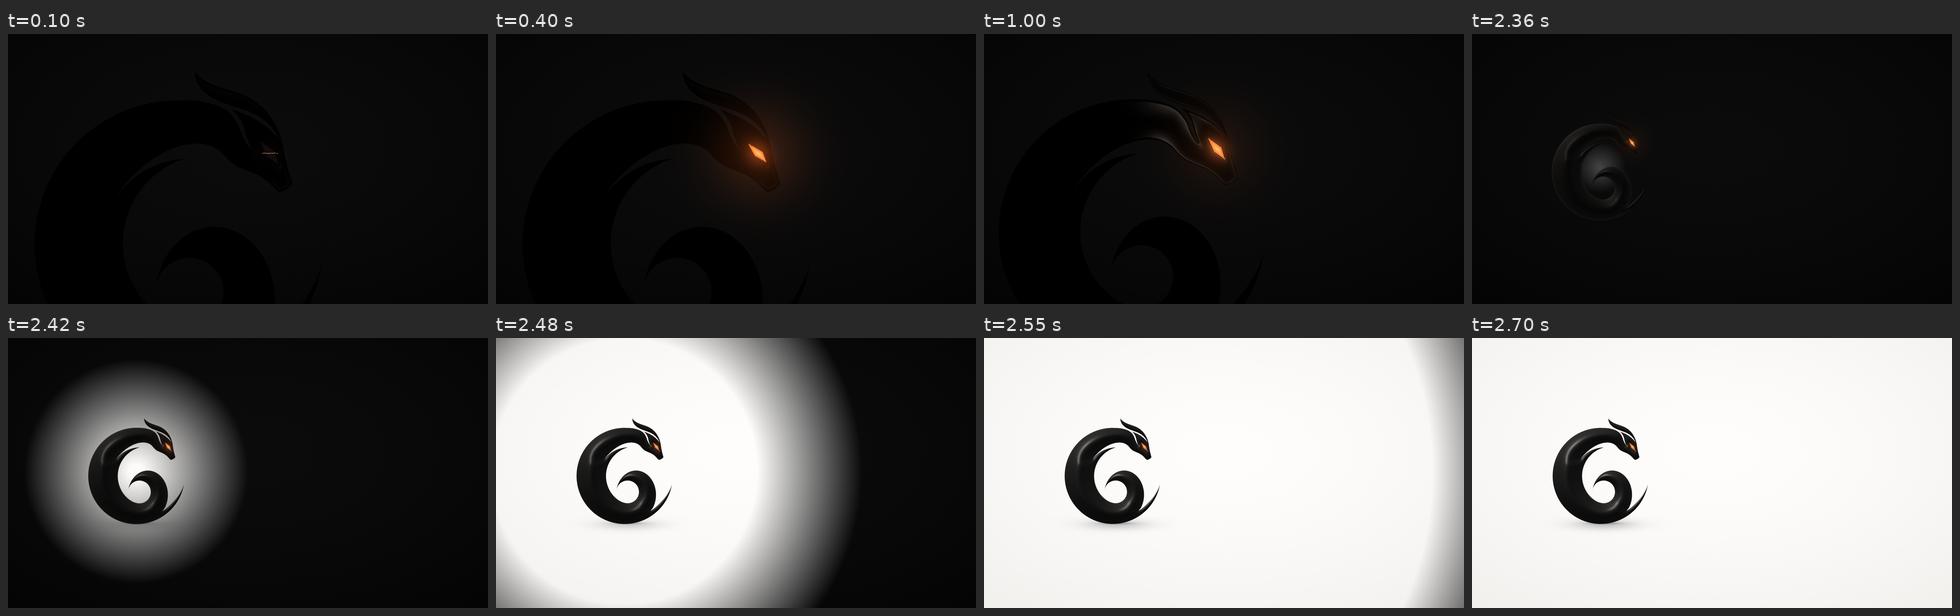 t=0.10 s
t=0.40 s
t=1.00 s
t=2.36 s
t=2.42 s
t=2.48 s
t=2.55 s
t=2.70 s